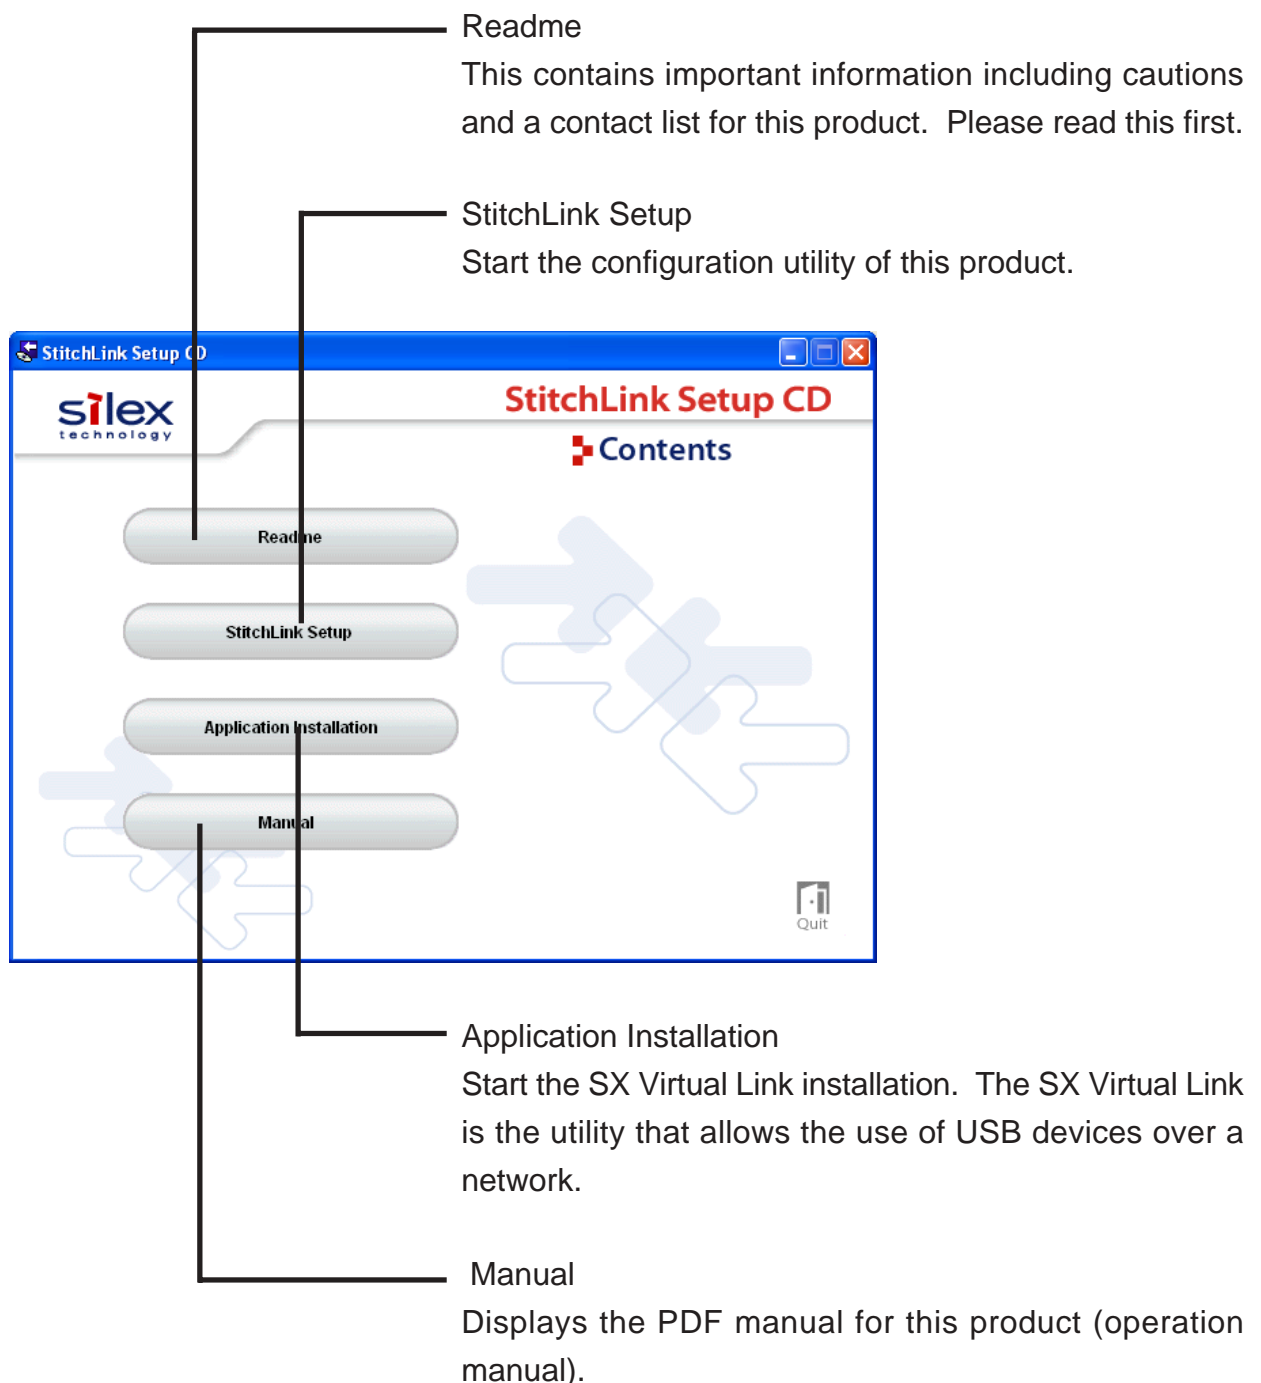 Readme
This contains important information including cautions
and a contact list for this product.  Please read this first.
StitchLink Setup
Start the configuration utility of this product.
StitchLink Setup CD
silex
technology
StitchLink Setup CD
Contents
Readme
StitchLink Setup
Application Installation
Manual
Quit
Application Installation
Start the SX Virtual Link installation.  The SX Virtual Link
is the utility that allows the use of USB devices over a
network.
Manual
Displays the PDF manual for this product (operation
manual).